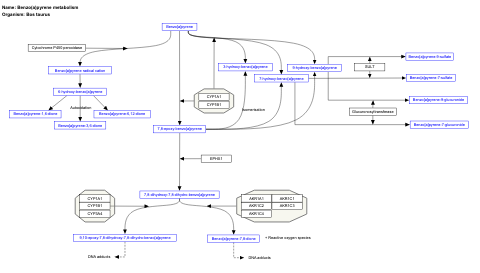 Name: Benzo(a)pyrene metabolism
Organism: Bos taurus
Benzo[a]pyrene
Cytochrome P450 peroxidase
Benzo[a]pyrene radical cation
6-hydroxy-benzo[a]pyrene
Autoxidation
Benzo[a]pyrene-1,6-dione
Benzo[a]pyrene-6,12-dione
Benzo[a]pyrene-3,6-dione
CYP1A1
CYP1B1
3-hydroxy-benzo[a]pyrene
7-hydroxy-benzo[a]pyrene
9-hydroxy-benzo[a]pyrene
Isomerisation
SULT
Benzo[a]pyrene-7-sulfate
Glucuronosyltransferase
Benzo[a]pyrene-9-glucuronide
Benzo[a]pyrene-7-glucuronide
7,8-epoxy-benzo[a]pyrene
EPHX1
7,8-dihydroxy-7,8-dihydro-benzo[a]pyrene
CYP1A1
CYP1B1
CYP3A4
AKR1A1
AKR1C1
AKR1C2
AKR1C3
AKR1C4
9,10-epoxy-7,8-dihydroxy-7,8-dihydro-benzo[a]pyrene
Benzo[a]pyrene-7,8-dione
+ Reactive oxygen species
DNA adducts
DNA adducts